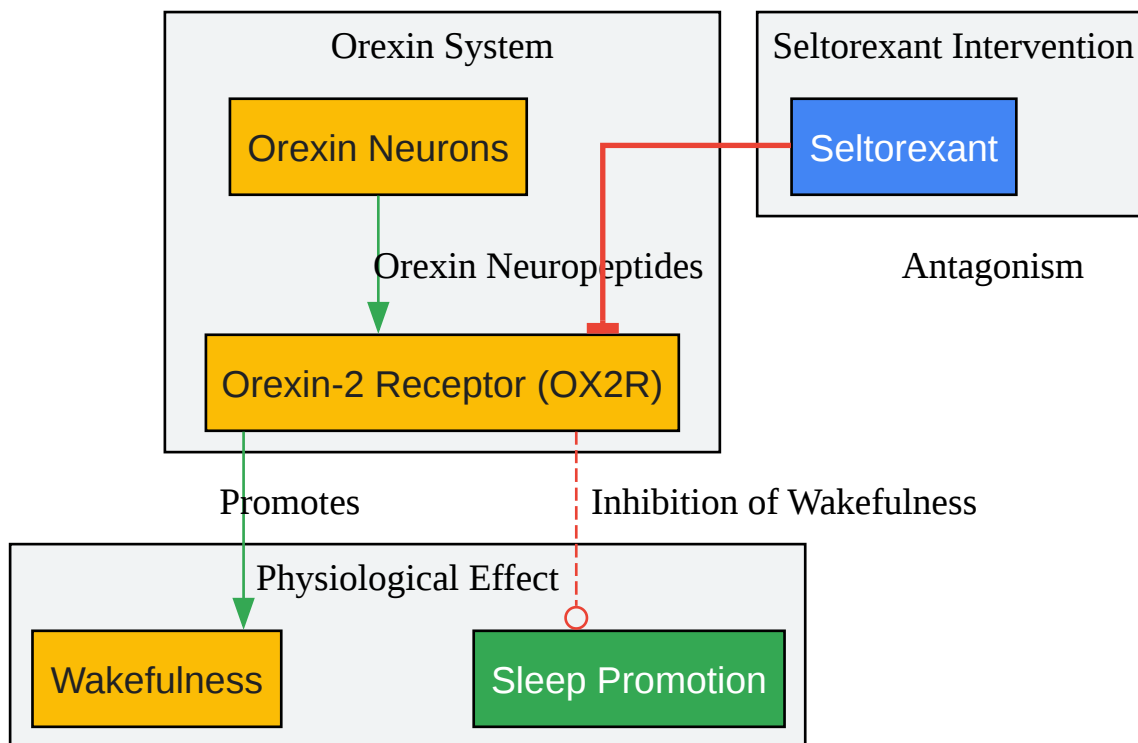 Orexin System
Seltorexant Intervention
Orexin Neurons
Seltorexant
Orexin Neuropeptides
Antagonism
Orexin-2 Receptor (OX2R)
Promotes
Inhibition of Wakefulness
Physiological Effect
Wakefulness
Sleep Promotion